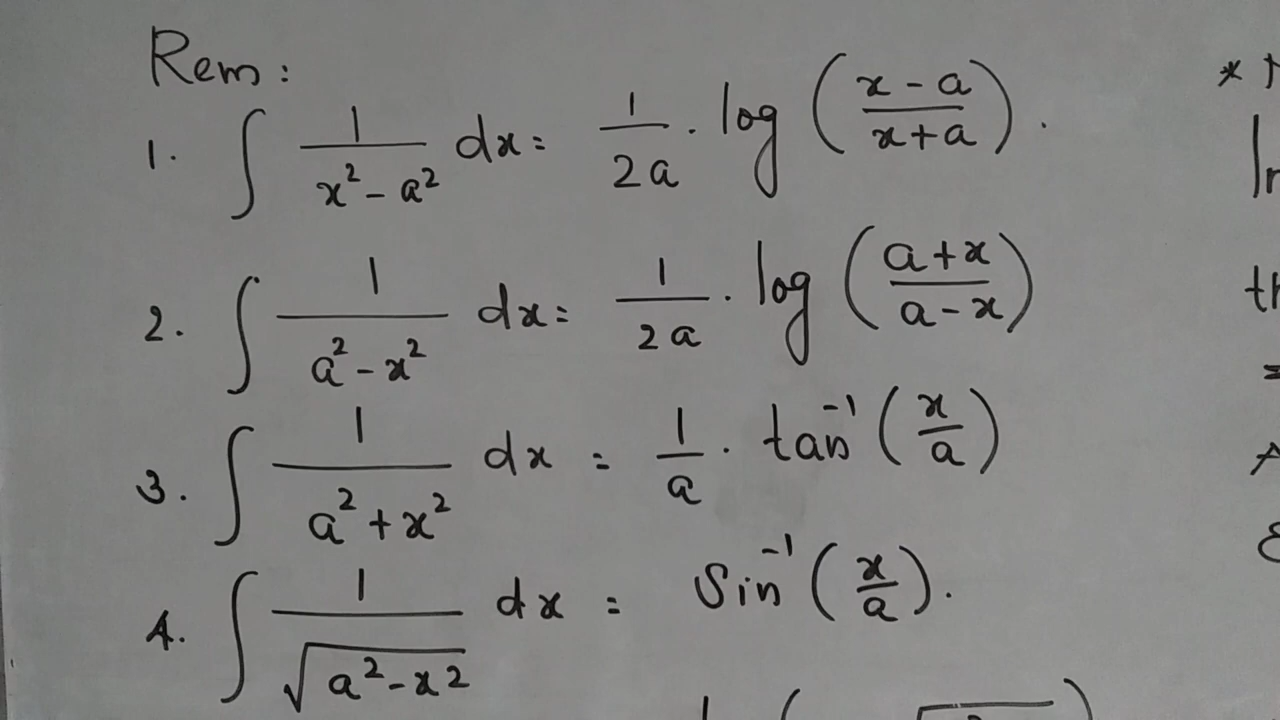 Rem:
1. ∫ 1/(x² - a²) dx = 1/2a · log ((x - a)/(x + a)).
2. ∫ 1/(a² - x²) dx = 1/2a · log ((a + x)/(a - x))
3. ∫ 1/(a² + x²) dx = 1/a · tan⁻¹ (x/a)
4. ∫ 1/√(a² - x²) dx = Sin⁻¹ (x/a).